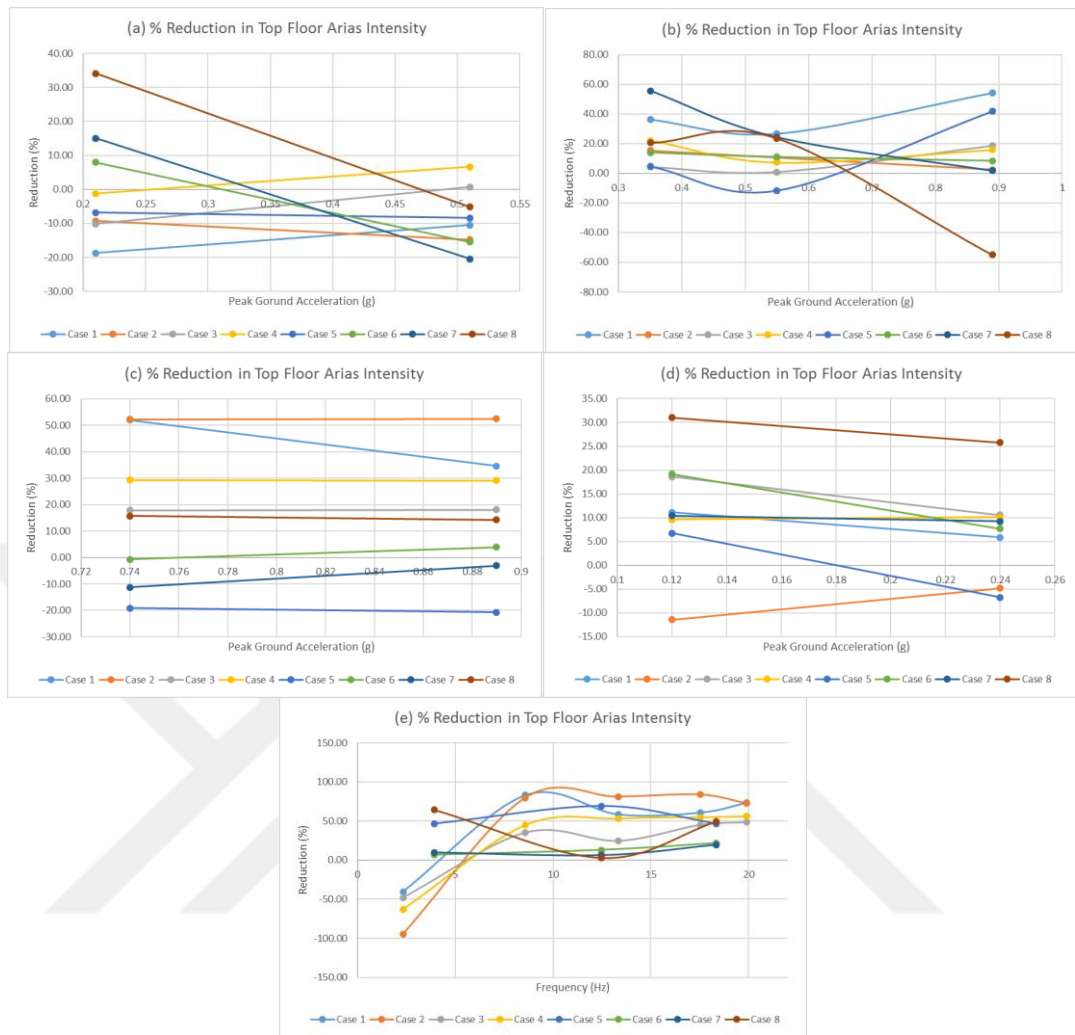 (a) % Reduction in Top Floor Arias Intensity
40.00
30.00
20.00
10.00
0.00
-10.00
-20.00
-30.00
0.2 0.25 0.3 0.35 0.4 0.45 0.5 0.55
Reduction (%)
Peak Gorund Acceleration (g)
Case 1 Case 2 Case 3 Case 4 Case 5 Case 6 Case 7 Case 8
(b) % Reduction in Top Floor Arias Intensity
80.00
60.00
40.00
20.00
0.00
-20.00
-40.00
-60.00
-80.00
0.3 0.4 0.5 0.6 0.7 0.8 0.9 1
Reduction (%)
Peak Ground Acceleration (g)
Case 1 Case 2 Case 3 Case 4 Case 5 Case 6 Case 7 Case 8
(c) % Reduction in Top Floor Arias Intensity
60.00
50.00
40.00
30.00
20.00
10.00
0.00
-10.00
-20.00
-30.00
0.72 0.74 0.76 0.78 0.8 0.82 0.84 0.86 0.88 0.9
Reduction (%)
Peak Ground Acceleration (g)
Case 1 Case 2 Case 3 Case 4 Case 5 Case 6 Case 7 Case 8
(d) % Reduction in Top Floor Arias Intensity
35.00
30.00
25.00
20.00
15.00
10.00
5.00
0.00
-5.00
-10.00
-15.00
0.1 0.12 0.14 0.16 0.18 0.2 0.22 0.24 0.26
Reduction (%)
Peak Ground Acceleration (g)
Case 1 Case 2 Case 3 Case 4 Case 5 Case 6 Case 7 Case 8
(e) % Reduction in Top Floor Arias Intensity
150.00
100.00
50.00
0.00
-50.00
-100.00
-150.00
0 5 10 15 20
Reduction (%)
Frequency (Hz)
Case 1 Case 2 Case 3 Case 4 Case 5 Case 6 Case 7 Case 8